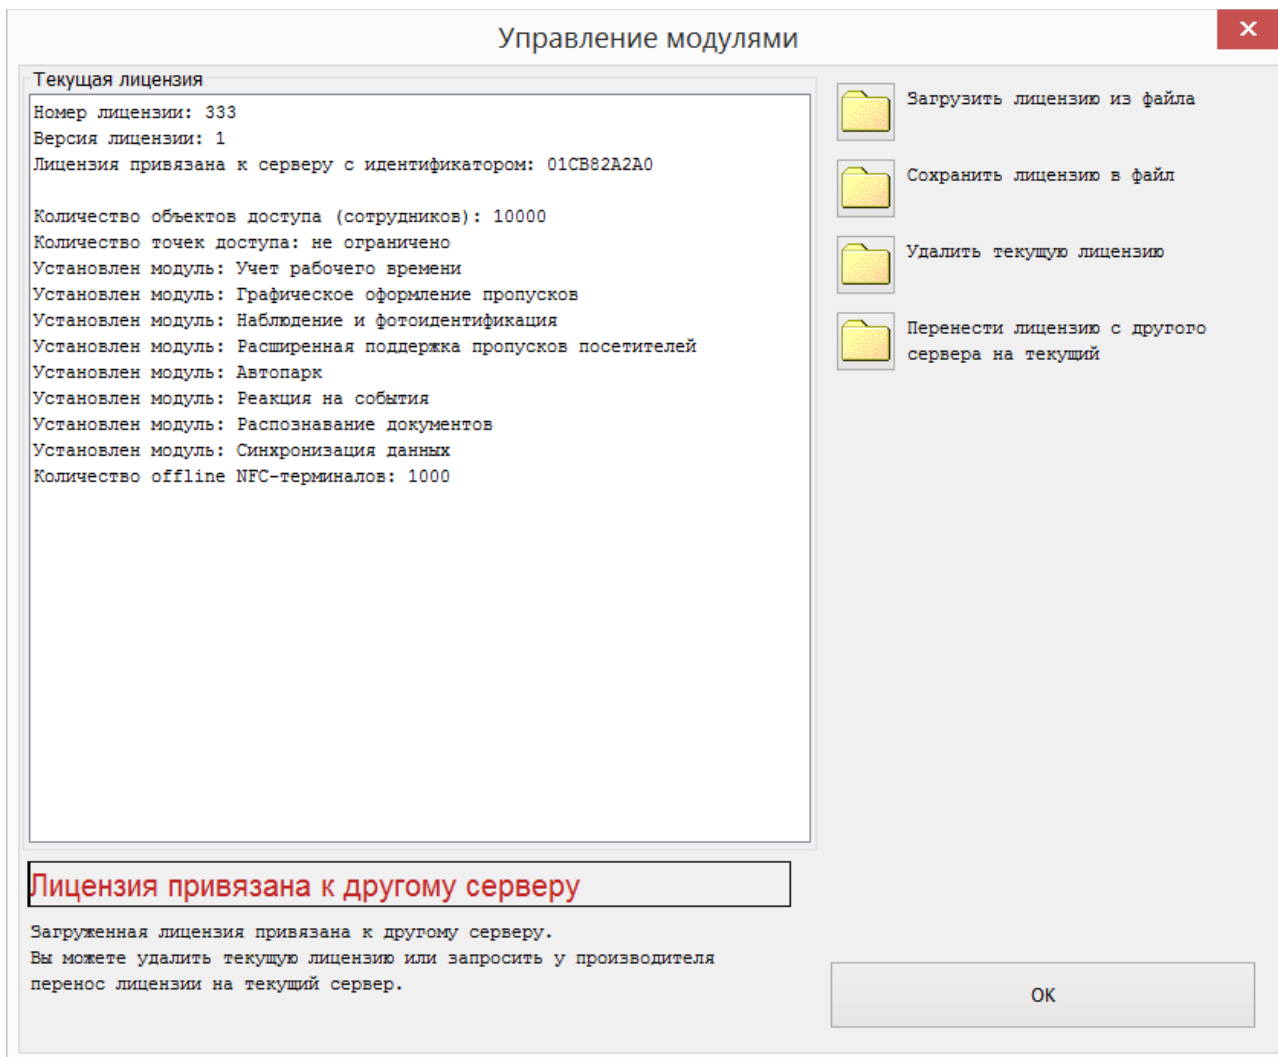 Управление модулями
Текущая лицензия
Номер лицензии: 333
Версия лицензии: 1
Лицензия привязана к серверу с идентификатором: 01CB82A2A0
Количество объектов доступа (сотрудников): 10000
Количество точек доступа: не ограничено
Установлен модуль: Учет рабочего времени
Установлен модуль: Графическое оформление пропусков
Установлен модуль: Наблюдение и фотоидентификация
Установлен модуль: Расширенная поддержка пропусков посетителей
Установлен модуль: Автопарк
Установлен модуль: Реакция на события
Установлен модуль: Распознавание документов
Установлен модуль: Синхронизация данных
Количество offline NFC-терминалов: 1000
Загрузить лицензию из файла
Сохранить лицензию в файл
Удалить текущую лицензию
Перенести лицензию с другого
сервера на текущий
Лицензия привязана к другому серверу
Загруженная лицензия привязана к другому серверу.
Вы можете удалить текущую лицензию или запросить у производителя
перенос лицензии на текущий сервер.
ОК